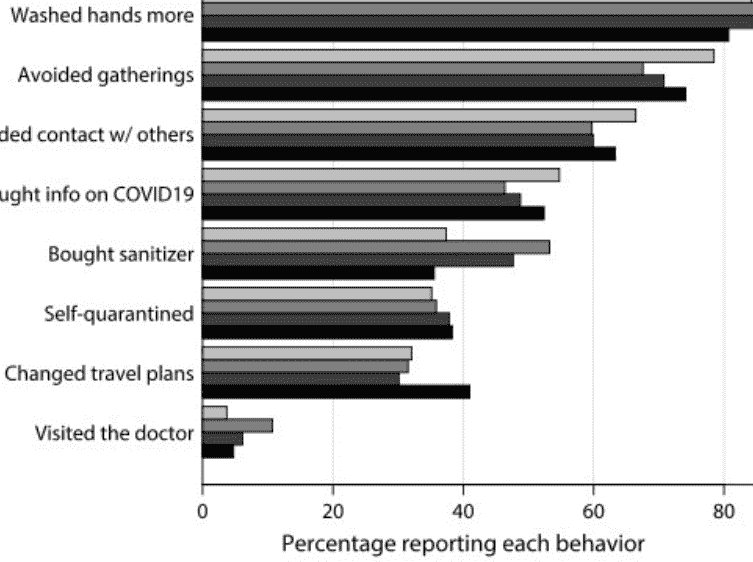 Washed hands more
Avoided gatherings
ded contact w/ others
ught info on COVID19
Bought sanitizer
Self-quarantined
Changed travel plans
Visited the doctor
0 20 40 60 80
Percentage reporting each behavior